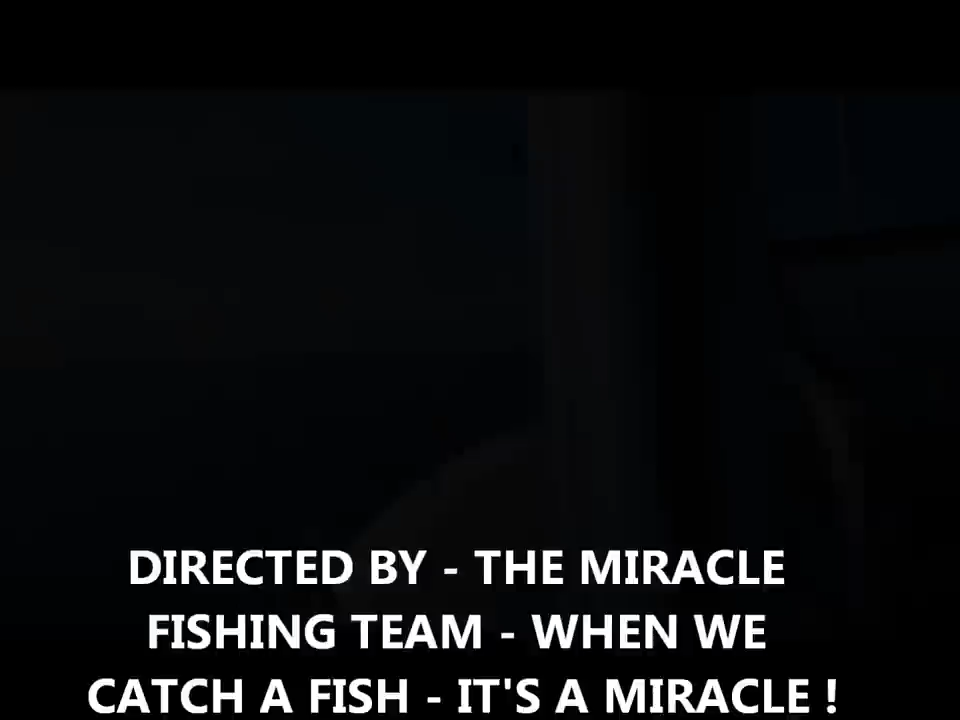 DIRECTED BY - THE MIRACLE
FISHING TEAM - WHEN WE
CATCH A FISH - IT'S A MIRACLE !